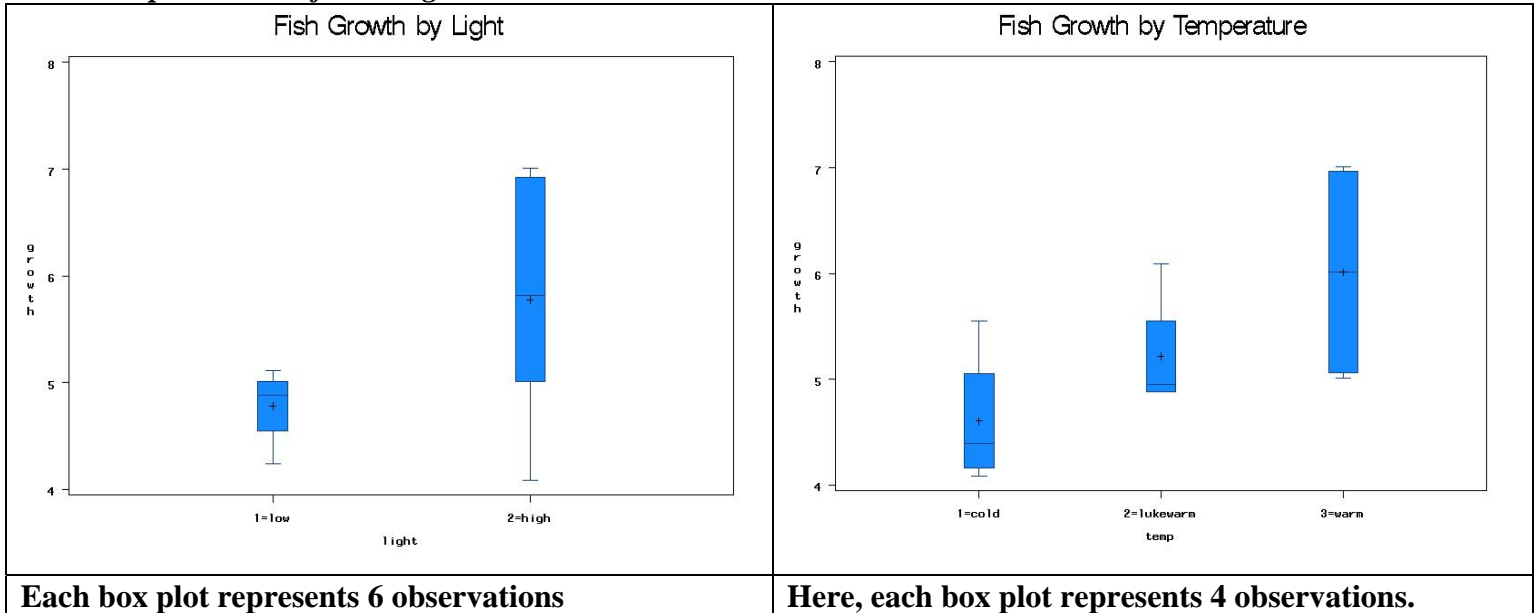 Fish Growth by Light
8
7
6
5
4
growth
1=low 2=high
light
Each box plot represents 6 observations
Fish Growth by Temperature
8
7
6
5
4
growth
1=cold 2=lukewarm 3=warm
temp
Here, each box plot represents 4 observations.